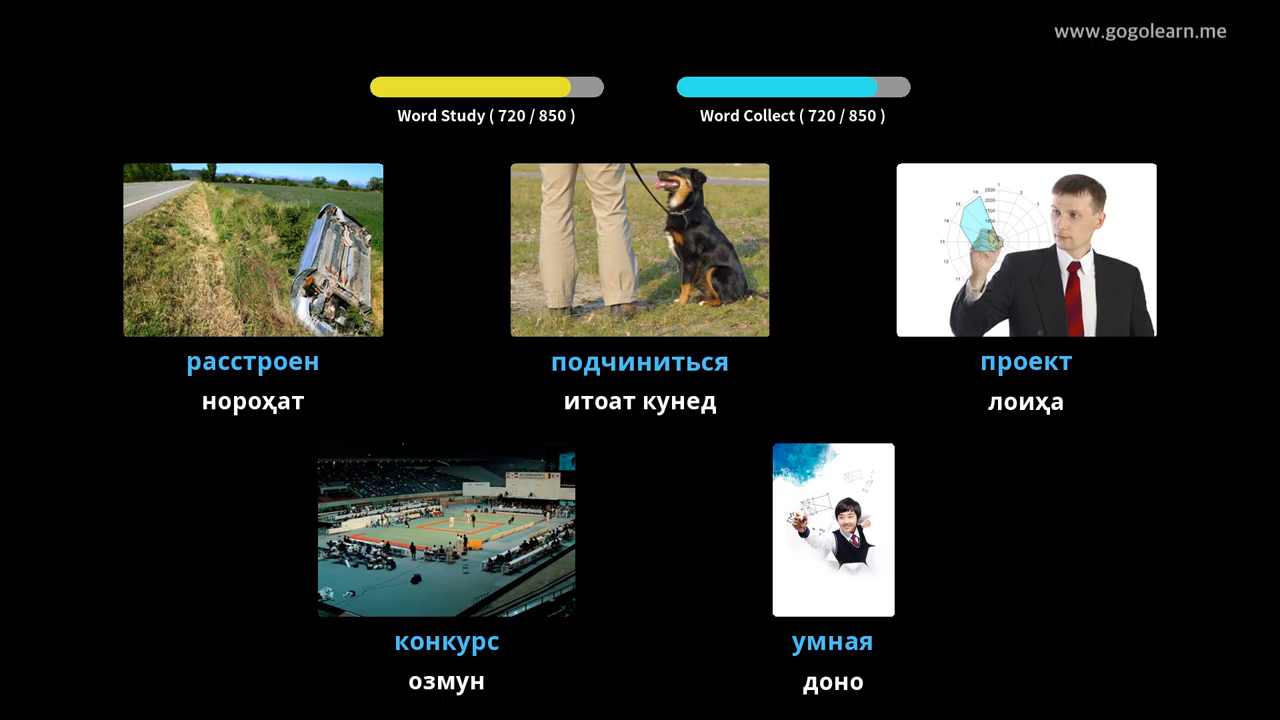 www.gogolearn.me
Word Study ( 720 / 850 )
Word Collect ( 720 / 850 )
расстроен
нороҳат
подчиниться
итоат кунед
проект
лоиҳа
конкурс
озмун
умная
доно